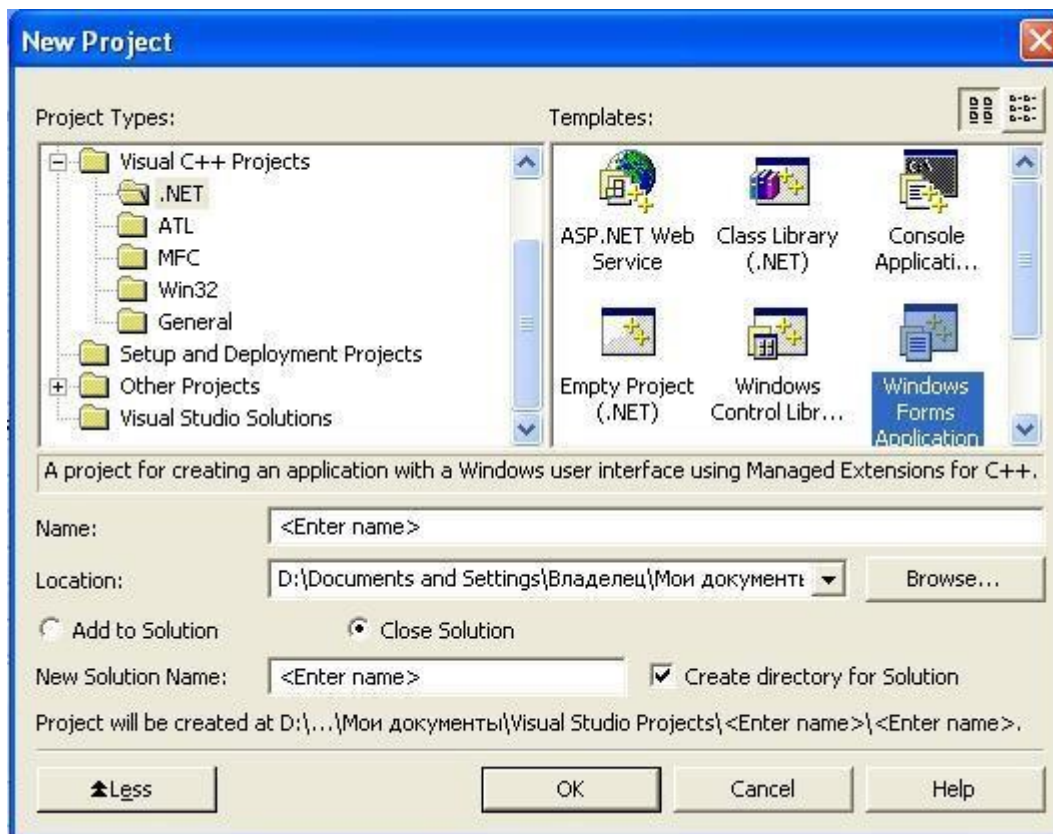 New Project
Project Types:
Templates:
Visual C++ Projects
.NET
ATL
MFC
Win32
General
Setup and Deployment Projects
Other Projects
Visual Studio Solutions
ASP.NET Web
Service
Class Library
(.NET)
Console
Applicati...
Empty Project
(.NET)
Windows
Control Libr...
Windows
Forms
Application
A project for creating an application with a Windows user interface using Managed Extensions for C++.
Name:
<Enter name>
Location:
D:\Documents and Settings\Владелец\Мои документы
Browse...
Add to Solution
Close Solution
New Solution Name:
<Enter name>
Create directory for Solution
Project will be created at D:\...\Мои документы\Visual Studio Projects\<Enter name>\<Enter name>.
Less
OK
Cancel
Help